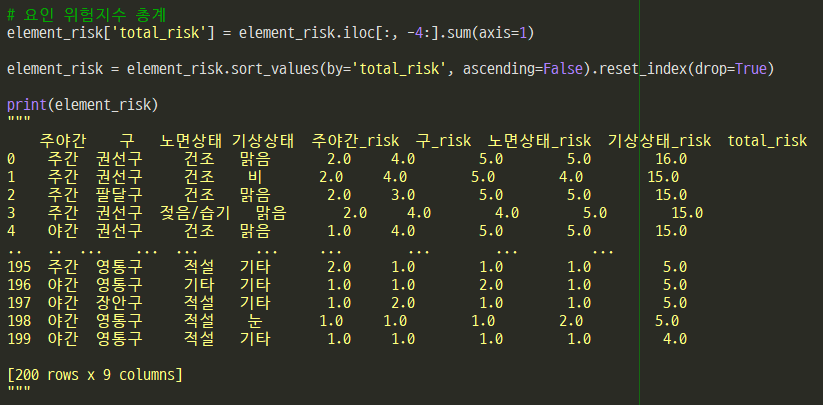 # 요인 위험지수 총계
element_risk['total_risk'] = element_risk.iloc[:, -4:].sum(axis=1)
element_risk = element_risk.sort_values(by='total_risk', ascending=False).reset_index(drop=True)
print(element_risk)
"""
주야간 구 노면상태 기상상태 주야간_risk 구_risk 노면상태_risk 기상상태_risk total_risk
0 주간 권선구 건조 맑음 2.0 4.0 5.0 5.0 16.0
1 주간 권선구 건조 비 2.0 4.0 5.0 4.0 15.0
2 주간 팔달구 건조 맑음 2.0 3.0 5.0 5.0 15.0
3 주간 권선구 젖음/습기 맑음 2.0 4.0 4.0 5.0 15.0
4 야간 권선구 건조 맑음 1.0 4.0 5.0 5.0 15.0
.. .. ... ... ... ... ... ... ... ...
195 주간 영통구 적설 기타 2.0 1.0 1.0 1.0 5.0
196 야간 영통구 기타 기타 1.0 1.0 2.0 1.0 5.0
197 야간 장안구 적설 기타 1.0 2.0 1.0 1.0 5.0
198 야간 영통구 적설 눈 1.0 1.0 1.0 2.0 5.0
199 야간 영통구 적설 기타 1.0 1.0 1.0 1.0 4.0
[200 rows x 9 columns]
"""